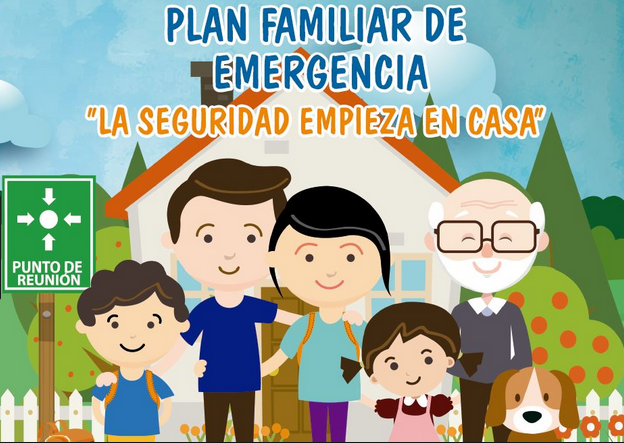 PLAN FAMILIAR DE
EMERGENCIA
"LA SEGURIDAD EMPIEZA EN CASA"
PUNTO DE
REUNIÓN